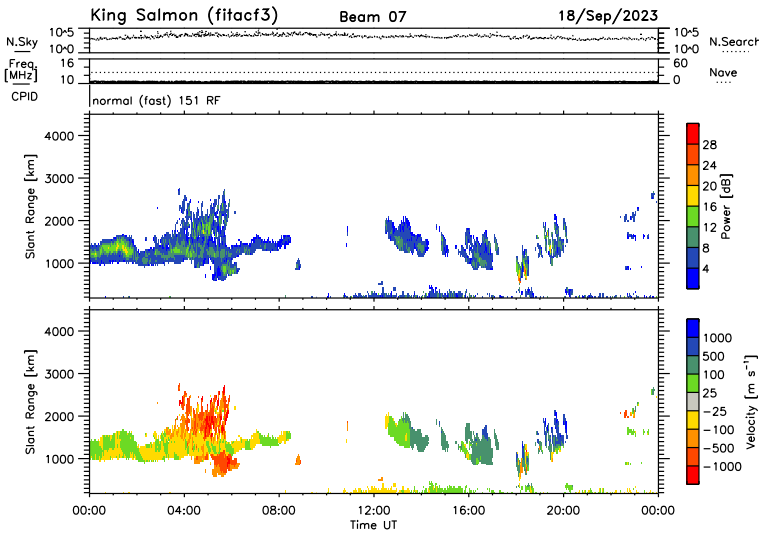 King Salmon (fitacf3) Beam 07 18/Sep/2023
N.Sky 10^5 10^0 10^5 10^0 N.Search
Freq. [MHz] 16 10 60 0 Nave
CPID normal (fast) 151 RF
Slant Range [km] 4000 3000 2000 1000
Power [dB] 28 24 20 16 12 8 4
Slant Range [km] 4000 3000 2000 1000
Velocity [m s⁻¹] 1000 500 100 25 −25 −100 −500 −1000
00:00 04:00 08:00 12:00 16:00 20:00 00:00
Time UT